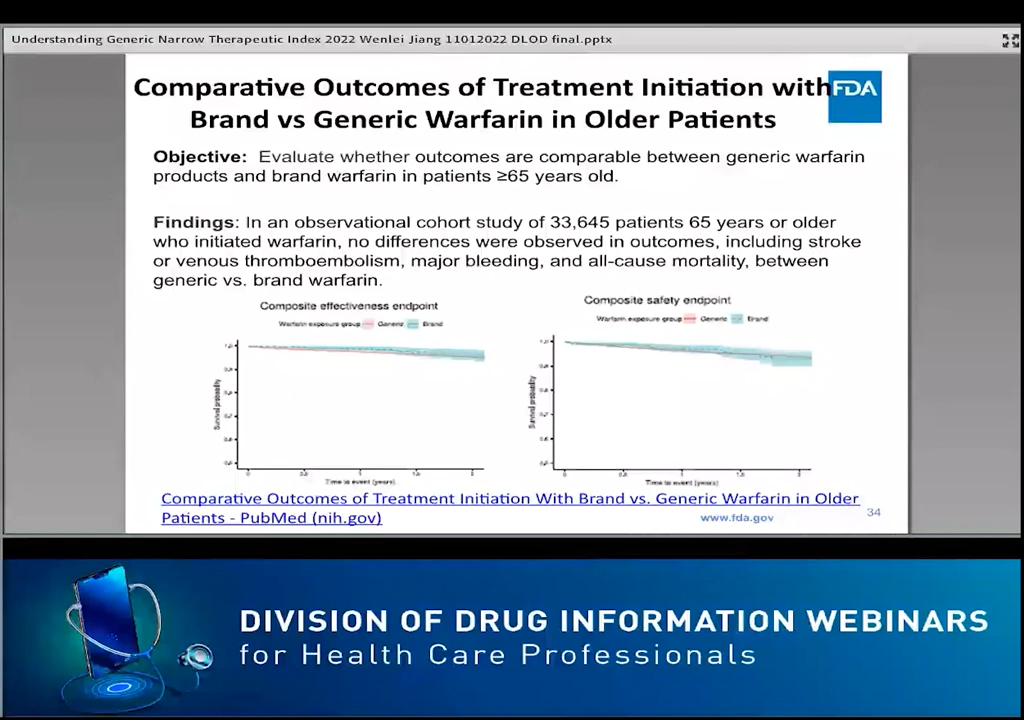 Understanding Generic Narrow Therapeutic Index 2022 Wenlei Jiang 11012022 DLOD final.pptx
Comparative Outcomes of Treatment Initiation with
Brand vs Generic Warfarin in Older Patients
FDA
Objective: Evaluate whether outcomes are comparable between generic warfarin
products and brand warfarin in patients ≥65 years old.
Findings: In an observational cohort study of 33,645 patients 65 years or older
who initiated warfarin, no differences were observed in outcomes, including stroke
or venous thromboembolism, major bleeding, and all-cause mortality, between
generic vs. brand warfarin.
Composite effectiveness endpoint
Warfarin exposure group Generic Brand
Survival probability
Time to event (years)
Composite safety endpoint
Warfarin exposure group Generic Brand
Survival probability
Time to event (years)
Comparative Outcomes of Treatment Initiation With Brand vs. Generic Warfarin in Older
Patients - PubMed (nih.gov)
www.fda.gov
34
DIVISION OF DRUG INFORMATION WEBINARS
for Health Care Professionals